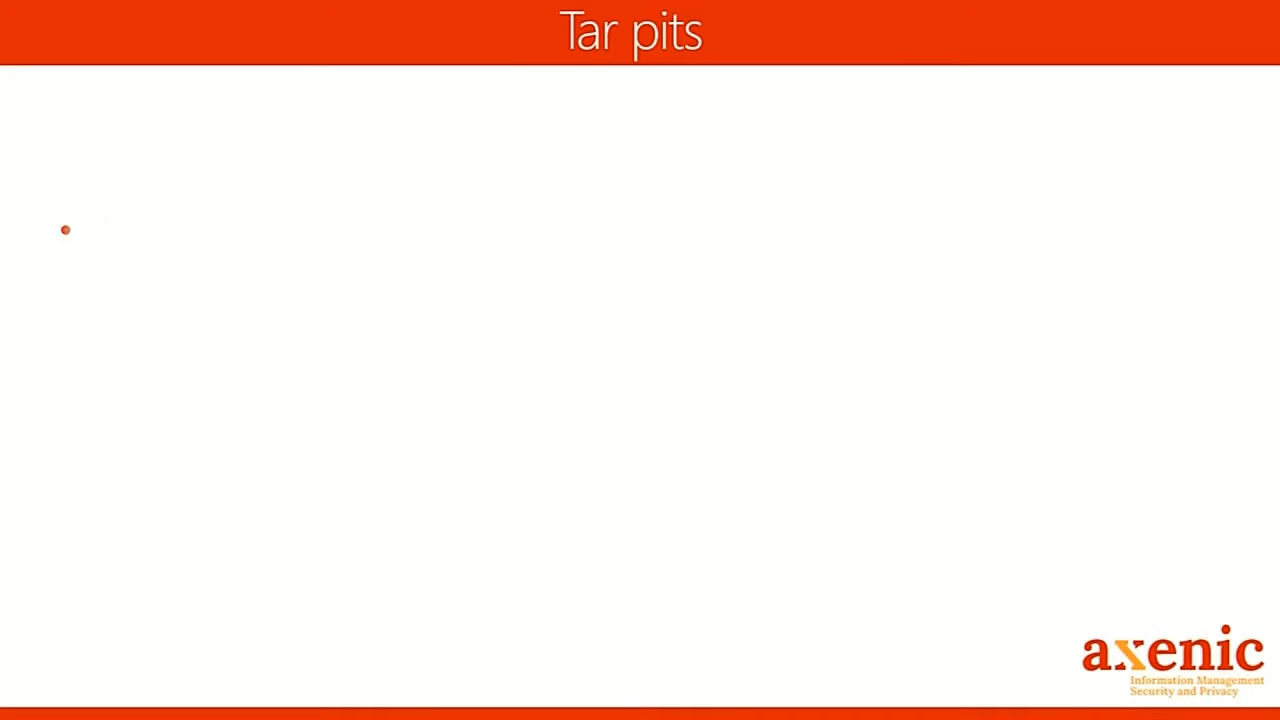 Tar pits
axenic
Information Management
Security and Privacy